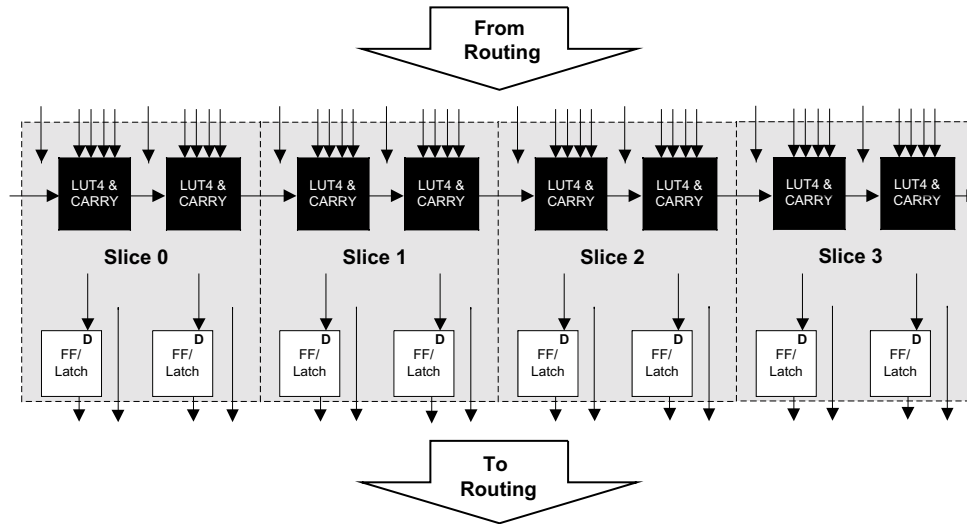 From
Routing
LUT4 &
CARRY
LUT4 &
CARRY
LUT4 &
CARRY
LUT4 &
CARRY
LUT4 &
CARRY
LUT4 &
CARRY
LUT4 &
CARRY
LUT4 &
CARRY
Slice 0
Slice 1
Slice 2
Slice 3
D
FF/
Latch
D
FF/
Latch
D
FF/
Latch
D
FF/
Latch
D
FF/
Latch
D
FF/
Latch
D
FF/
Latch
D
FF/
Latch
To
Routing